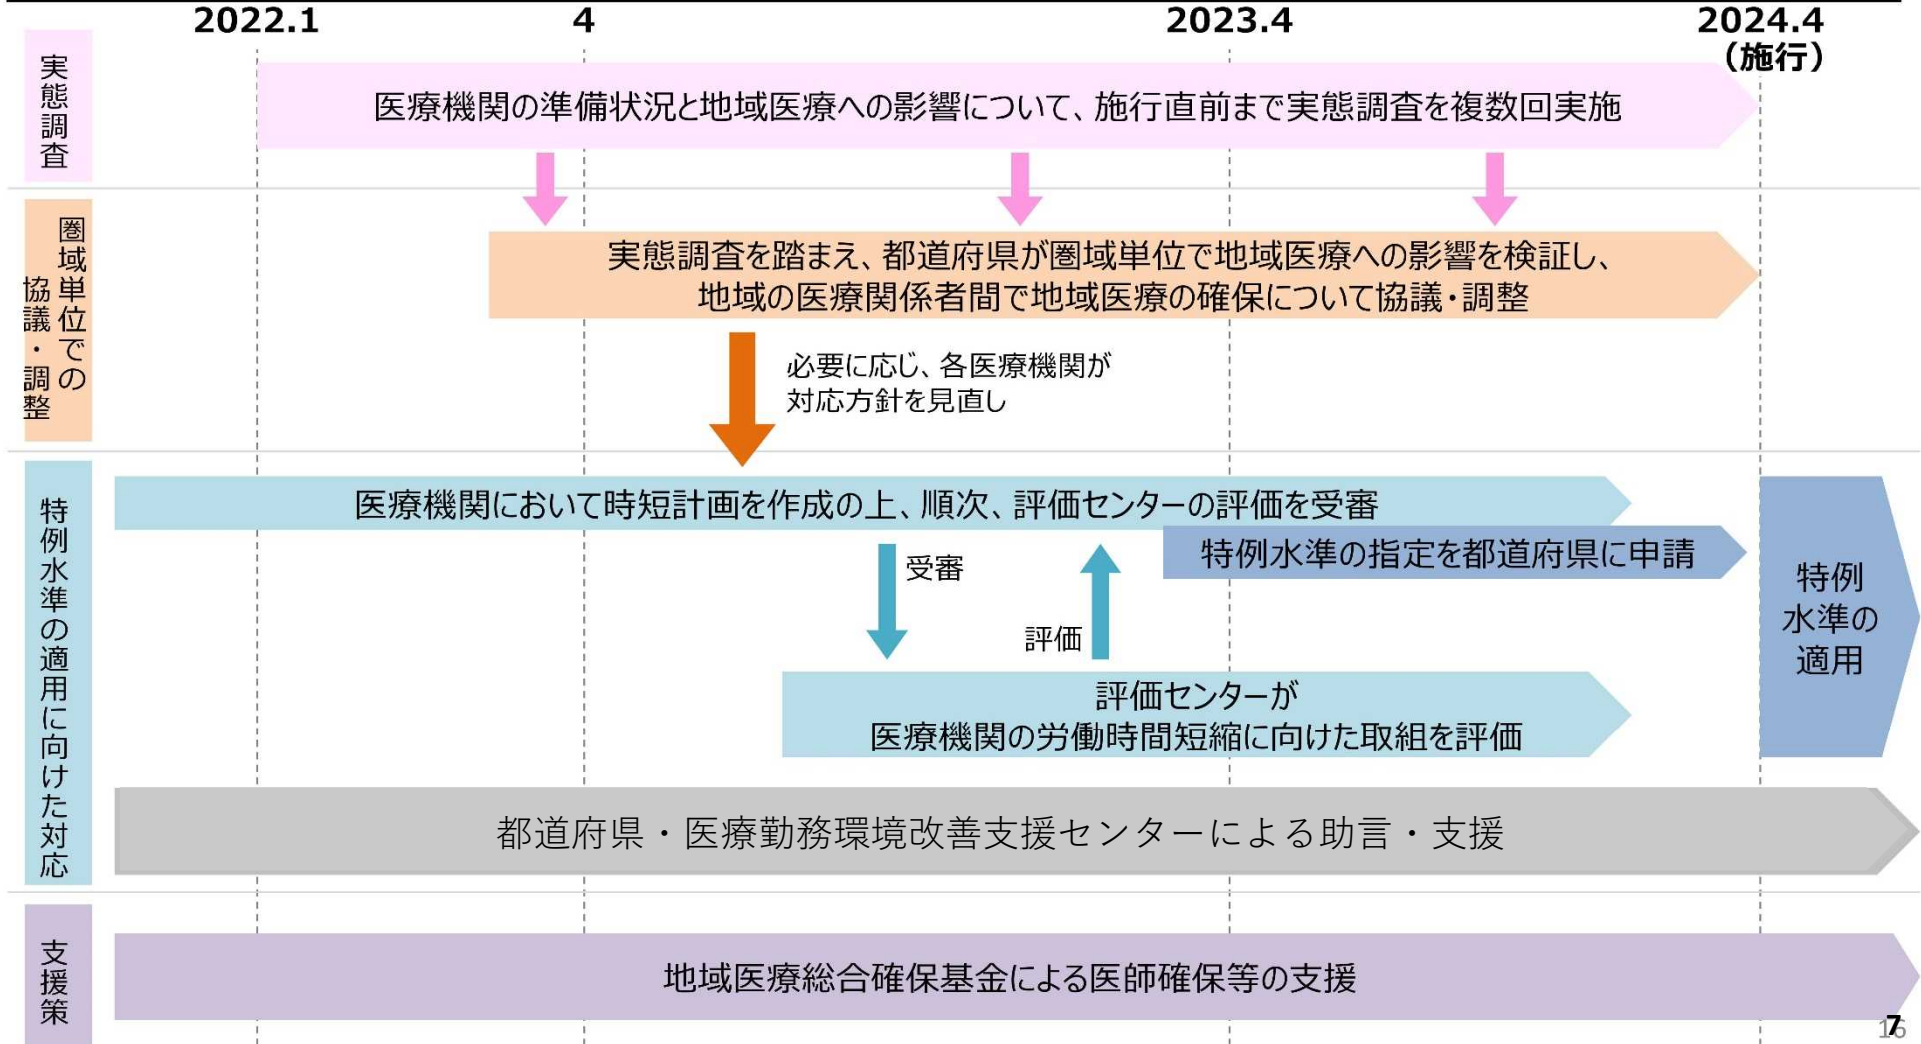 2022.1
4
2023.4
2024.4
（施行）
実態調査
医療機関の準備状況と地域医療への影響について、施行直前まで実態調査を複数回実施
圏域単位での
協議・調整
実態調査を踏まえ、都道府県が圏域単位で地域医療への影響を検証し、
地域の医療関係者間で地域医療の確保について協議・調整
必要に応じ、各医療機関が
対応方針を見直し
特例水準の適用に向けた対応
医療機関において時短計画を作成の上、順次、評価センターの評価を受審
特例水準の指定を都道府県に申請
受審
評価
特例
水準の
適用
評価センターが
医療機関の労働時間短縮に向けた取組を評価
都道府県・医療勤務環境改善支援センターによる助言・支援
支援策
地域医療総合確保基金による医師確保等の支援
16
7